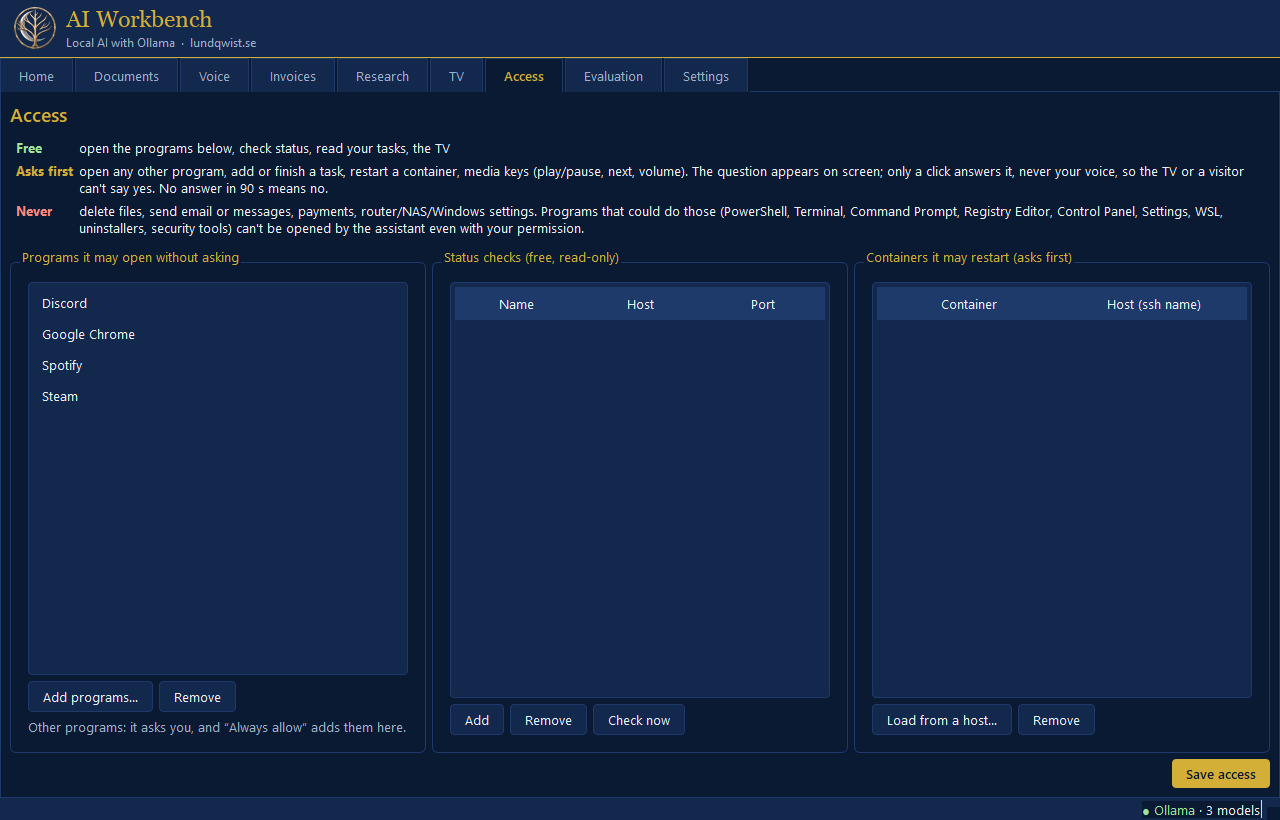 AI Workbench
Local AI with Ollama · lundqwist.se
Home
Documents
Voice
Invoices
Research
TV
Access
Evaluation
Settings
Access
Free
open the programs below, check status, read your tasks, the TV
Asks first
open any other program, add or finish a task, restart a container, media keys (play/pause, next, volume). The question appears on screen; only a click answers it, never your voice, so the TV or a visitor
can't say yes. No answer in 90 s means no.
Never
delete files, send email or messages, payments, router/NAS/Windows settings. Programs that could do those (PowerShell, Terminal, Command Prompt, Registry Editor, Control Panel, Settings, WSL,
uninstallers, security tools) can't be opened by the assistant even with your permission.
Programs it may open without asking
Discord
Google Chrome
Spotify
Steam
Add programs...
Remove
Other programs: it asks you, and “Always allow” adds them here.
Status checks (free, read-only)
Name
Host
Port
Add
Remove
Check now
Containers it may restart (asks first)
Container
Host (ssh name)
Load from a host...
Remove
Save access
● Ollama · 3 models